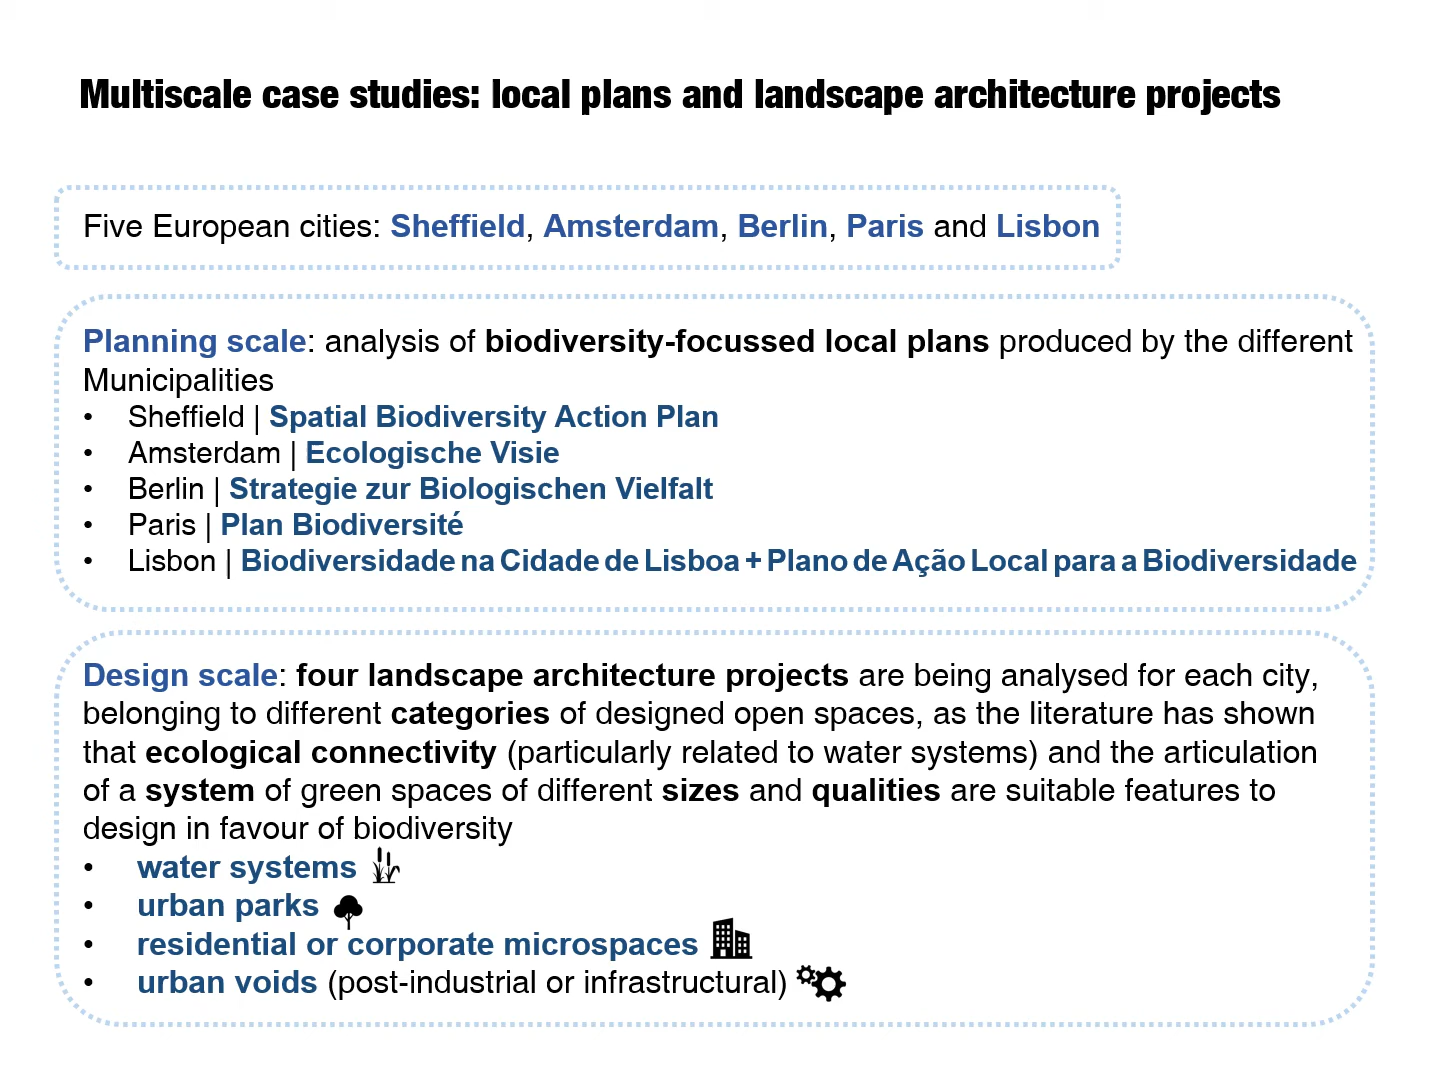 Multiscale case studies: local plans and landscape architecture projects
Five European cities: Sheffield, Amsterdam, Berlin, Paris and Lisbon
Planning scale: analysis of biodiversity-focussed local plans produced by the different
Municipalities
• Sheffield | Spatial Biodiversity Action Plan
• Amsterdam | Ecologische Visie
• Berlin | Strategie zur Biologischen Vielfalt
• Paris | Plan Biodiversité
• Lisbon | Biodiversidade na Cidade de Lisboa + Plano de Ação Local para a Biodiversidade
Design scale: four landscape architecture projects are being analysed for each city,
belonging to different categories of designed open spaces, as the literature has shown
that ecological connectivity (particularly related to water systems) and the articulation
of a system of green spaces of different sizes and qualities are suitable features to
design in favour of biodiversity
• water systems
• urban parks
• residential or corporate microspaces
• urban voids (post-industrial or infrastructural)